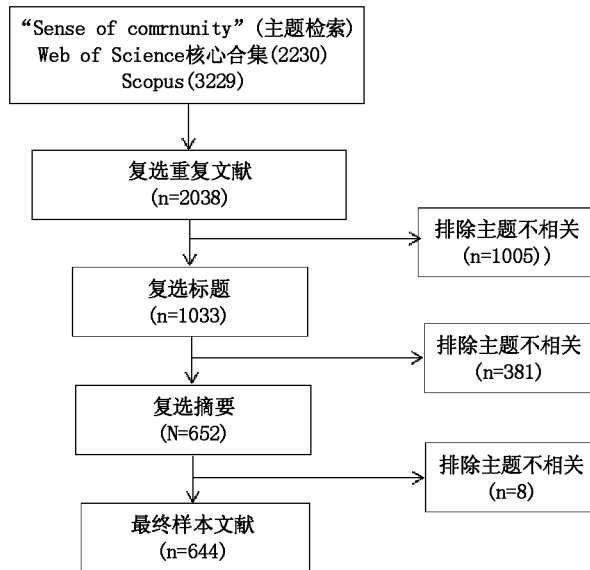 “Sense of comrnunity”(主题检索)
Web of Science核心合集(2230)
Scopus(3229)
复选重复文献
(n=2038)
排除主题不相关
(n=1005))
复选标题
(n=1033)
排除主题不相关
(n=381)
复选摘要
(N=652)
排除主题不相关
(n=8)
最终样本文献
(n=644)